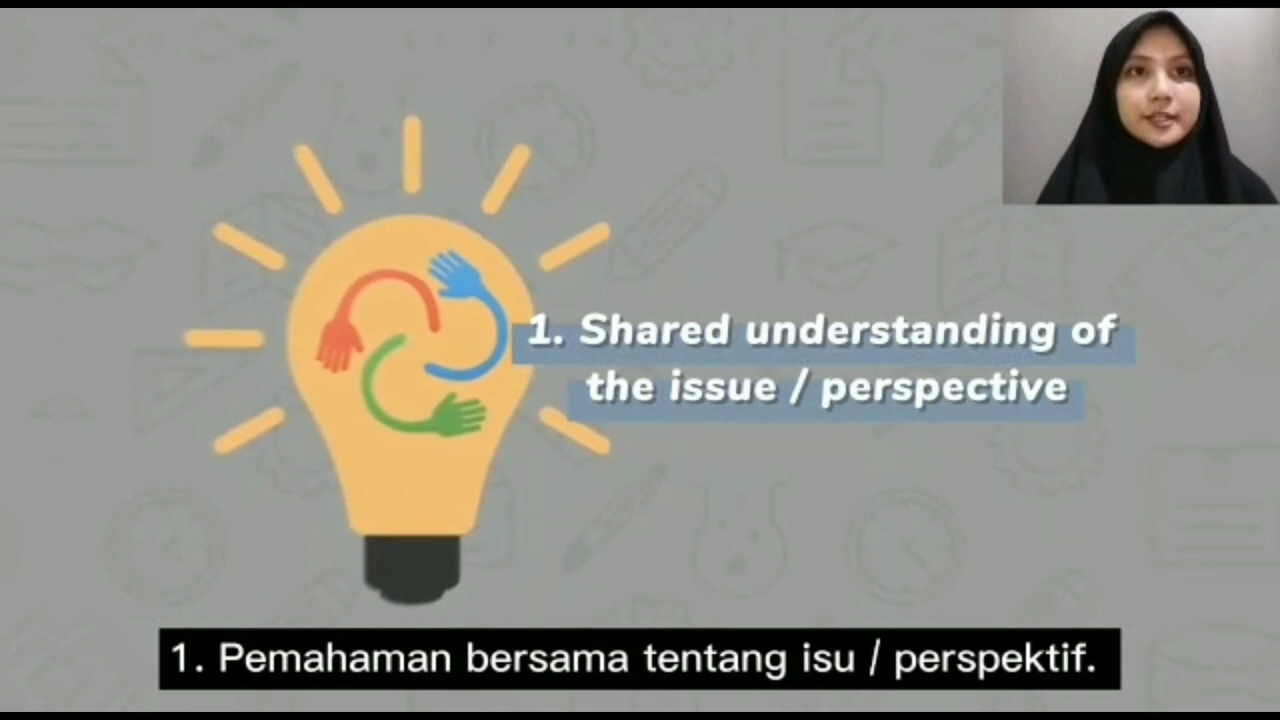 1. Shared understanding of
the issue / perspective
1. Pemahaman bersama tentang isu / perspektif.